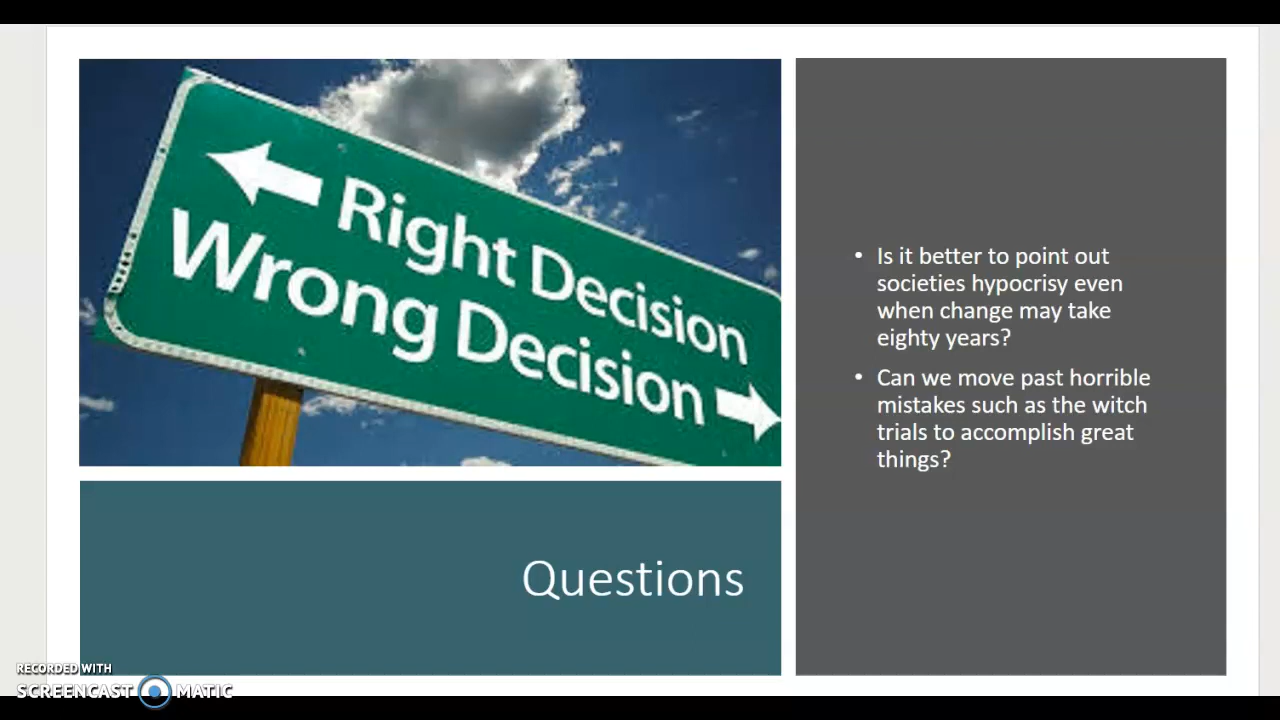 Right Decision
Wrong Decision
Questions
• Is it better to point out
societies hypocrisy even
when change may take
eighty years?
• Can we move past horrible
mistakes such as the witch
trials to accomplish great
things?
RECORDED WITH
SCREENCAST MATIC